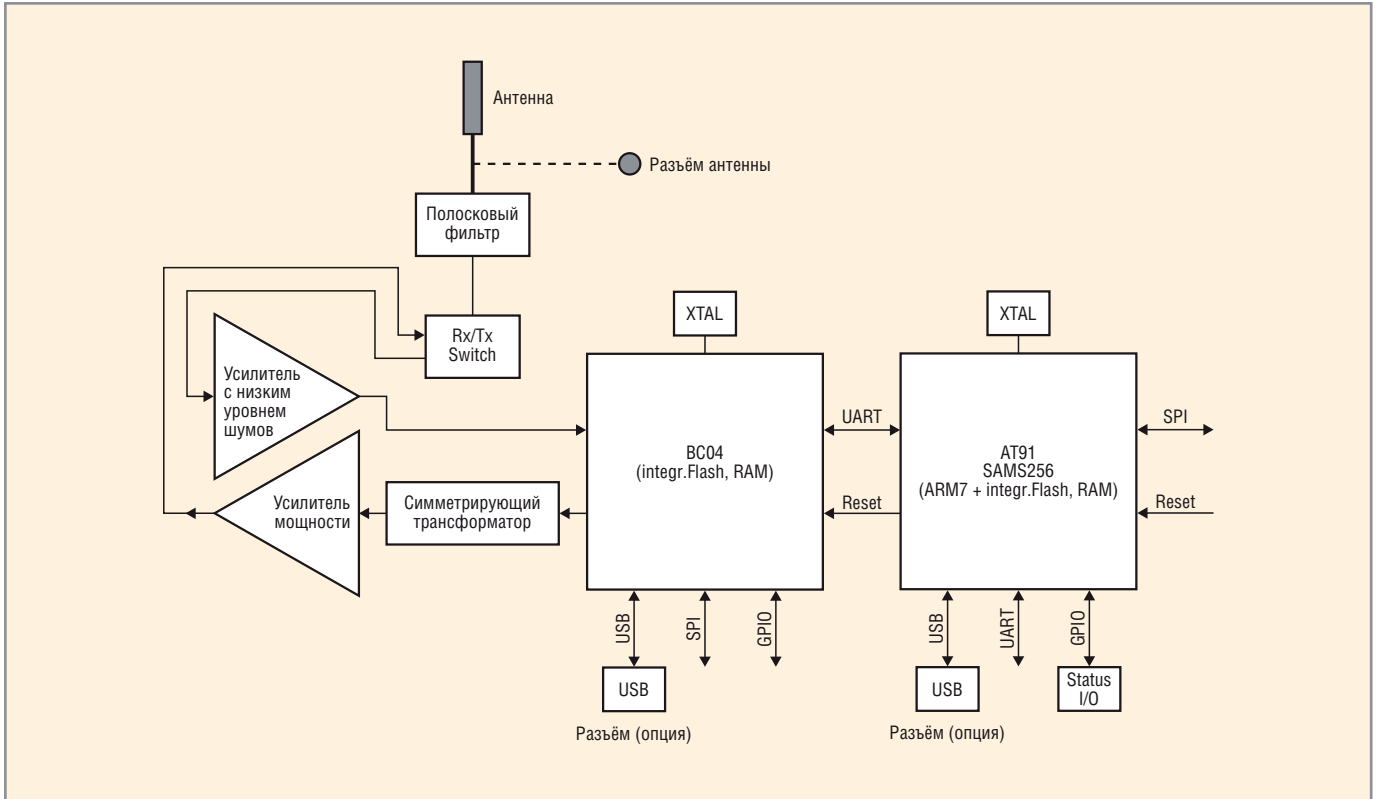 Антенна
Разъём антенны
Полосковый
фильтр
Rx/Tx
Switch
XTAL
XTAL
Усилитель
с низким
уровнем
шумов
UART
SPI
BC04
(integr.Flash, RAM)
AT91
SAMS256
(ARM7 + integr.Flash, RAM)
Усилитель
мощности
Симметрирующий
трансформатор
Reset
Reset
USB
SPI
GPIO
USB
UART
GPIO
USB
USB
Status
I/O
Разъём (опция)
Разъём (опция)